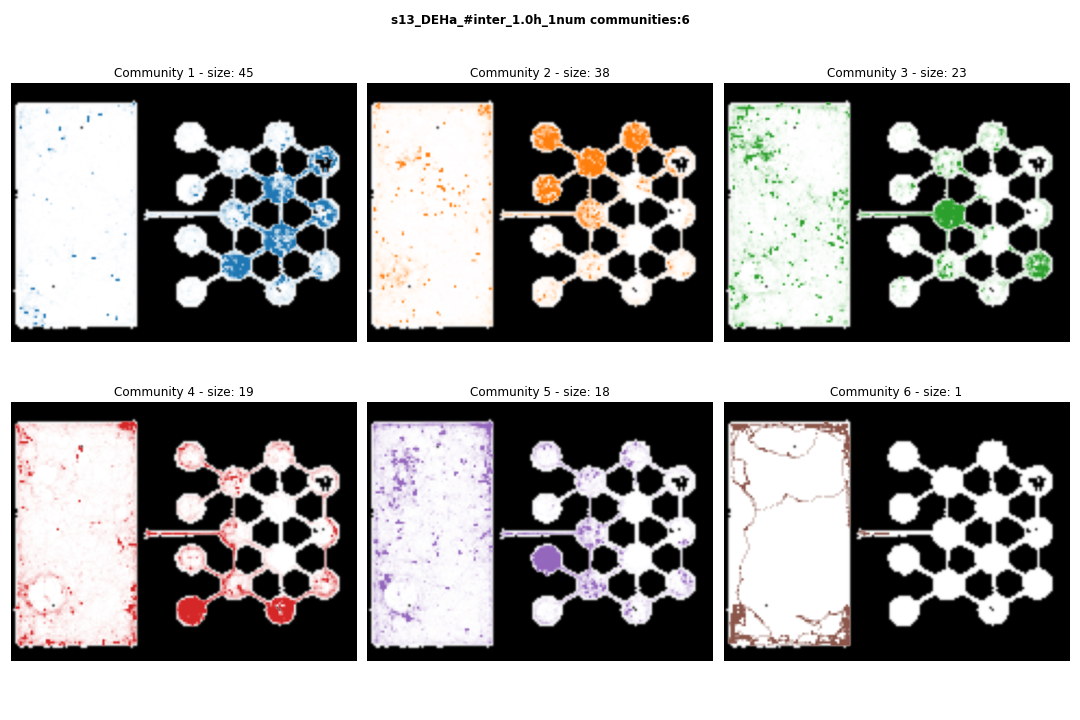 s13_DEHa_#inter_1.0h_1num communities:6
Community 1 - size: 45
Community 2 - size: 38
Community 3 - size: 23
Community 4 - size: 19
Community 5 - size: 18
Community 6 - size: 1